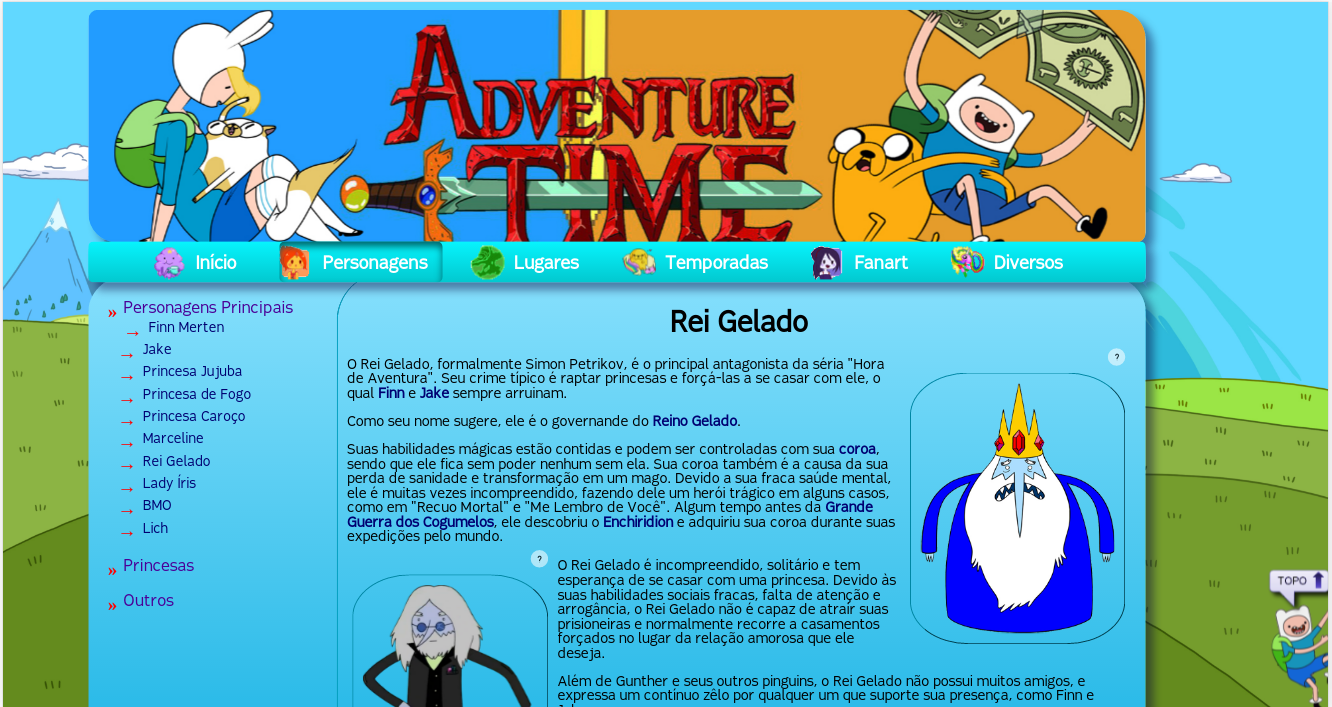 ADVENTURE
TIME
Início Personagens Lugares Temporadas Fanart Diversos
» Personagens Principais
→ Finn Merten
→ Jake
→ Princesa Jujuba
→ Princesa de Fogo
→ Princesa Caroço
→ Marceline
→ Rei Gelado
→ Lady Íris
→ BMO
→ Lich
» Princesas
» Outros
Rei Gelado
?
O Rei Gelado, formalmente Simon Petrikov, é o principal antagonista da séria "Hora
de Aventura". Seu crime típico é raptar princesas e forçá-las a se casar com ele, o
qual Finn e Jake sempre arruinam.
Como seu nome sugere, ele é o governande do Reino Gelado.
Suas habilidades mágicas estão contidas e podem ser controladas com sua coroa,
sendo que ele fica sem poder nenhum sem ela. Sua coroa também é a causa da sua
perda de sanidade e transformação em um mago. Devido a sua fraca saúde mental,
ele é muitas vezes incompreendido, fazendo dele um herói trágico em alguns casos,
como em "Recuo Mortal" e "Me Lembro de Você". Algum tempo antes da Grande
Guerra dos Cogumelos, ele descobriu o Enchiridion e adquiriu sua coroa durante suas
expedições pelo mundo.
?
O Rei Gelado é incompreendido, solitário e tem
esperança de se casar com uma princesa. Devido às
suas habilidades sociais fracas, falta de atenção e
arrogância, o Rei Gelado não é capaz de atrair suas
prisioneiras e normalmente recorre a casamentos
forçados no lugar da relação amorosa que ele
deseja.
Além de Gunther e seus outros pinguins, o Rei Gelado não possui muitos amigos, e
expressa um contínuo zêlo por qualquer um que suporte sua presença, como Finn e
TOPO